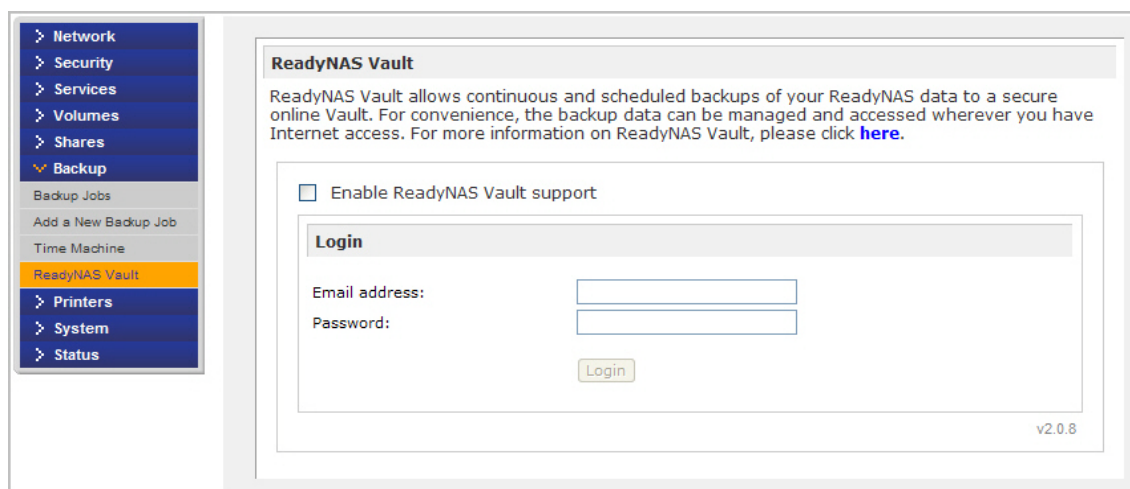 Network
Security
Services
Volumes
Shares
Backup
Backup Jobs
Add a New Backup Job
Time Machine
ReadyNAS Vault
Printers
System
Status
ReadyNAS Vault
ReadyNAS Vault allows continuous and scheduled backups of your ReadyNAS data to a secure
online Vault. For convenience, the backup data can be managed and accessed wherever you have
Internet access. For more information on ReadyNAS Vault, please click here.
Enable ReadyNAS Vault support
Login
Email address:
Password:
Login
v2.0.8